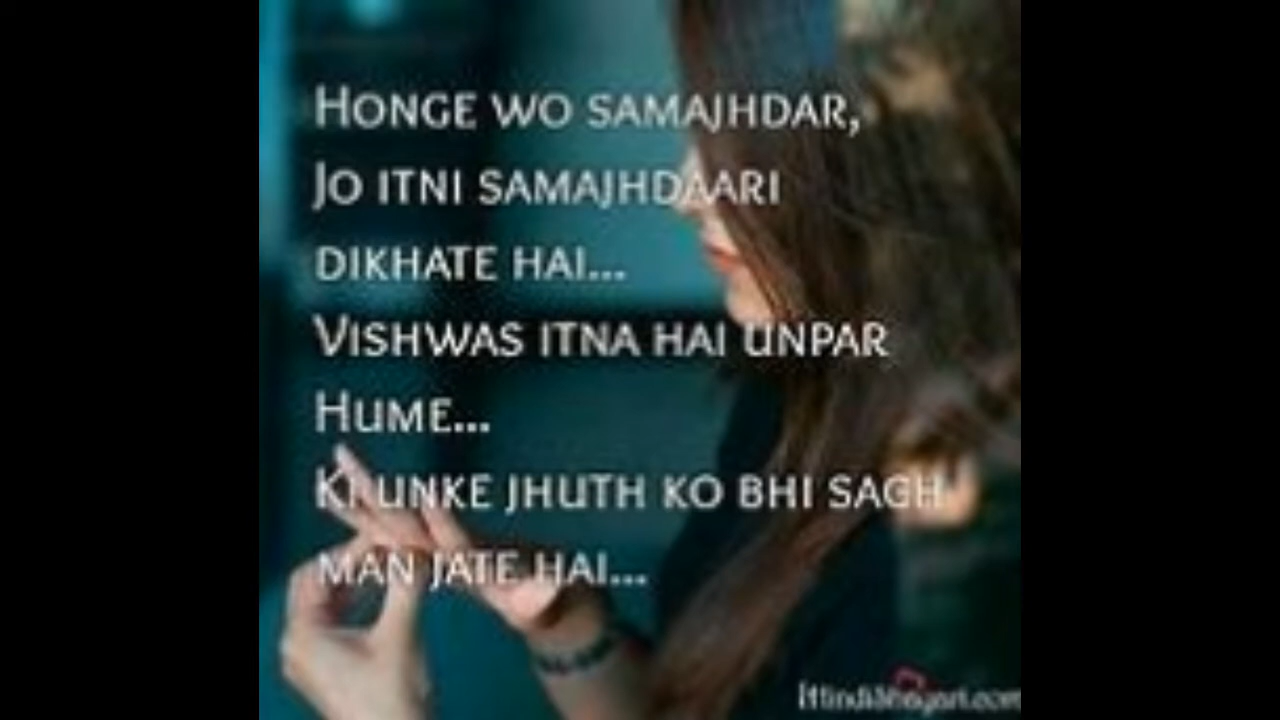 Honge wo samajhdar,
Jo itni samajhdaari
dikhate hai...
Vishwas itna hai unpar
Hume...
Ki unke jhuth ko bhi sach
man jate hai...